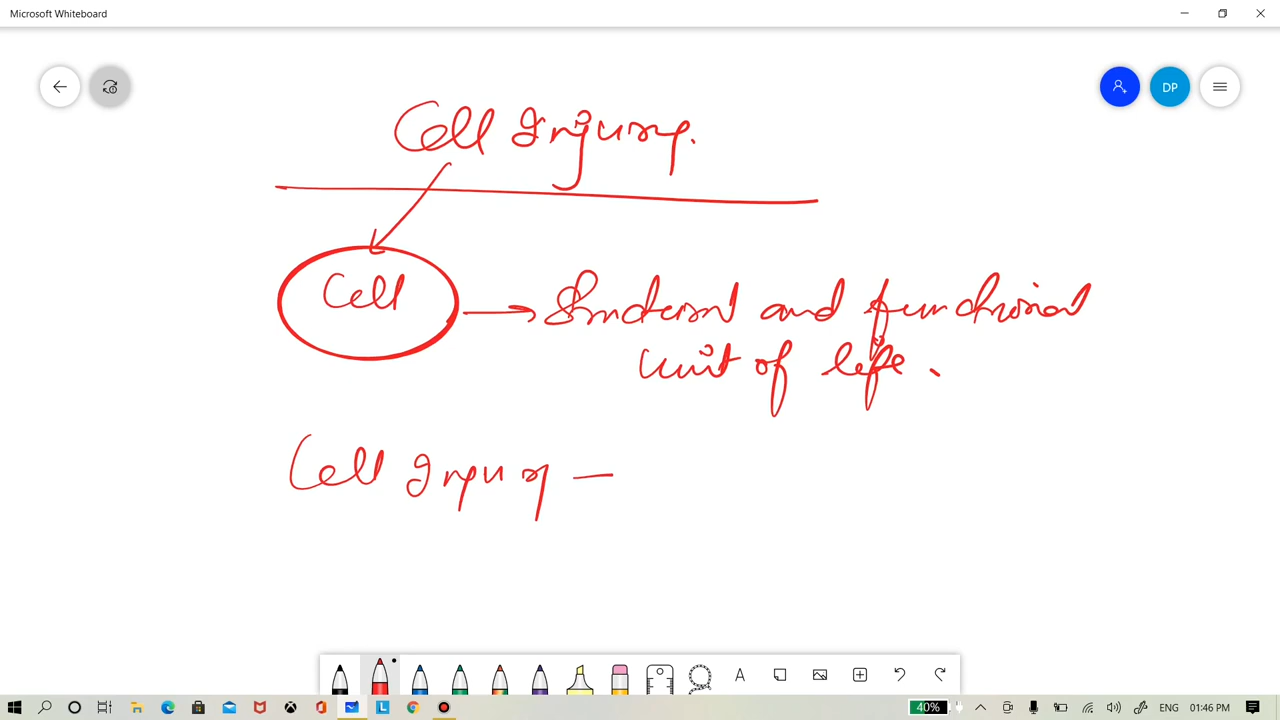 Microsoft Whiteboard
DP
Cell Injury.
Cell → Structural and functional
unit of life.
Cell Injury —
A
40%
ENG
01:46 PM